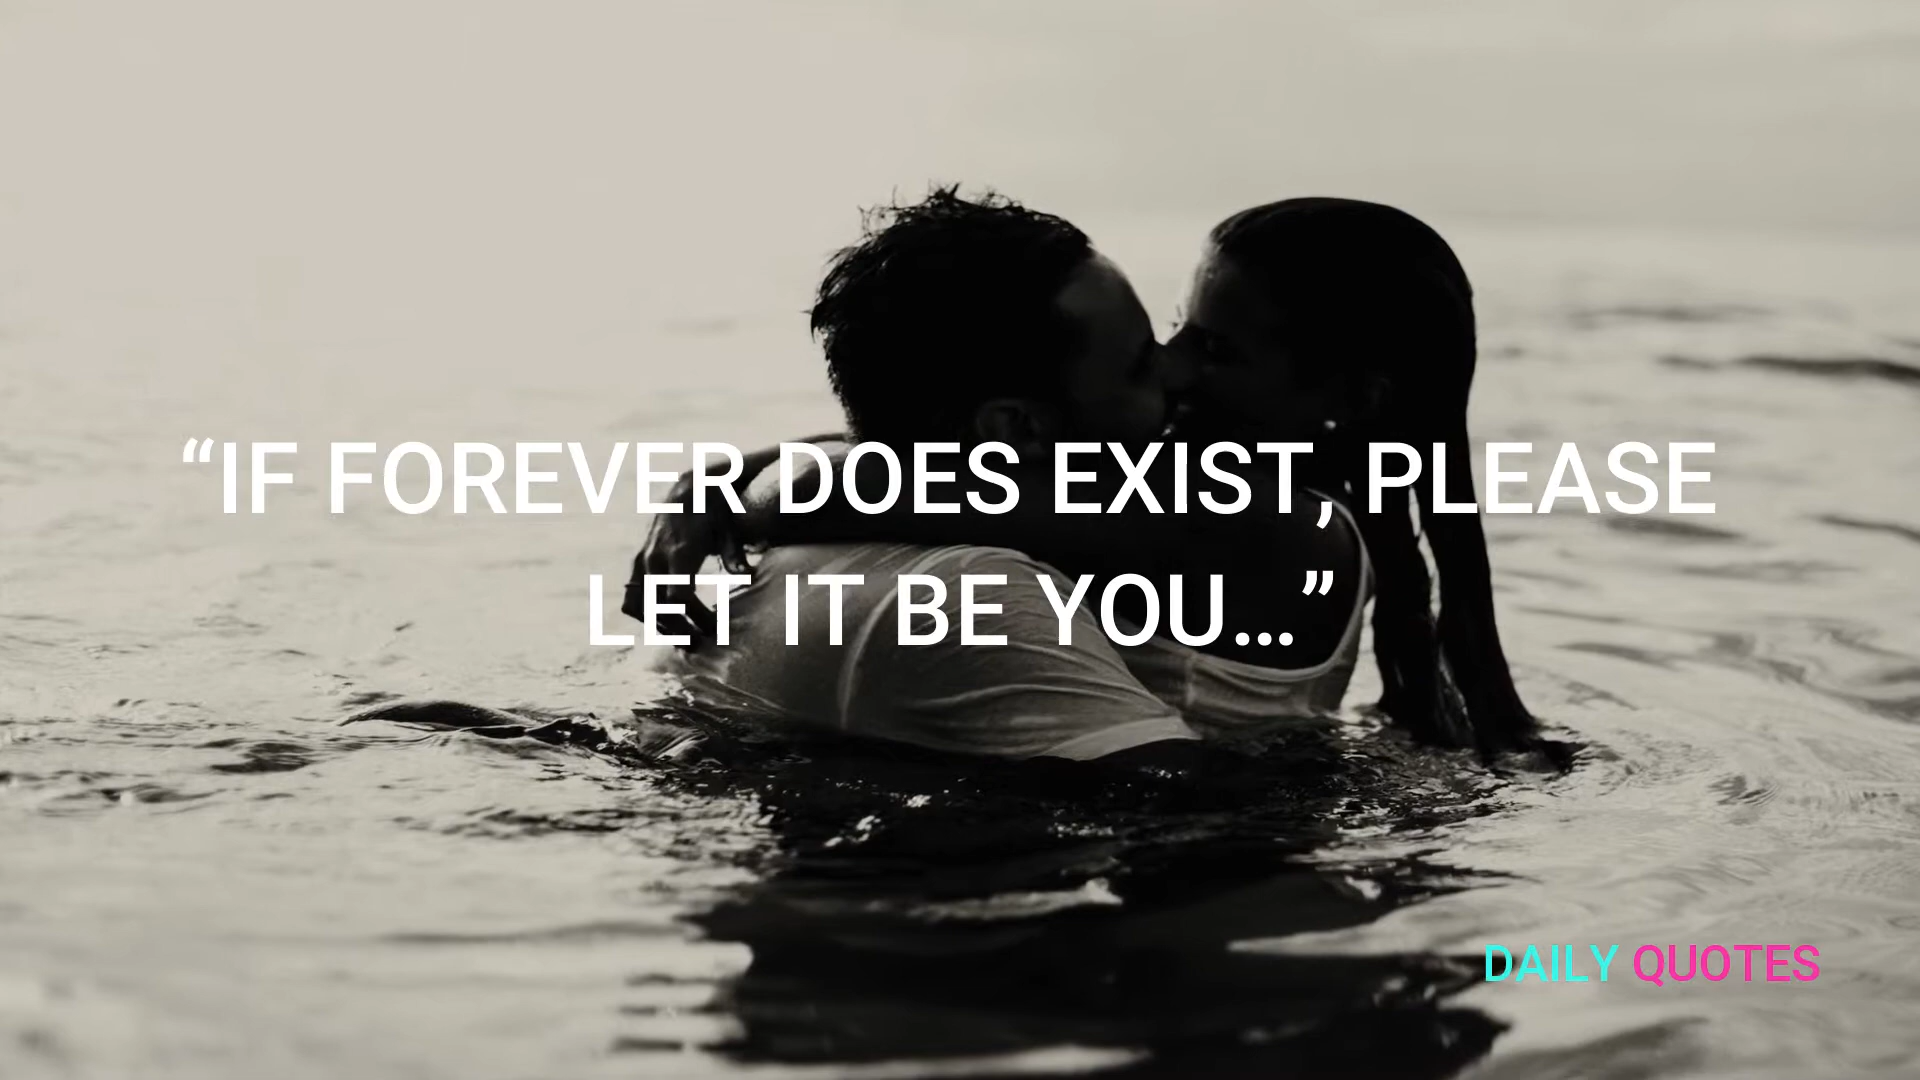 “IF FOREVER DOES EXIST, PLEASE
LET IT BE YOU...”
DAILY QUOTES